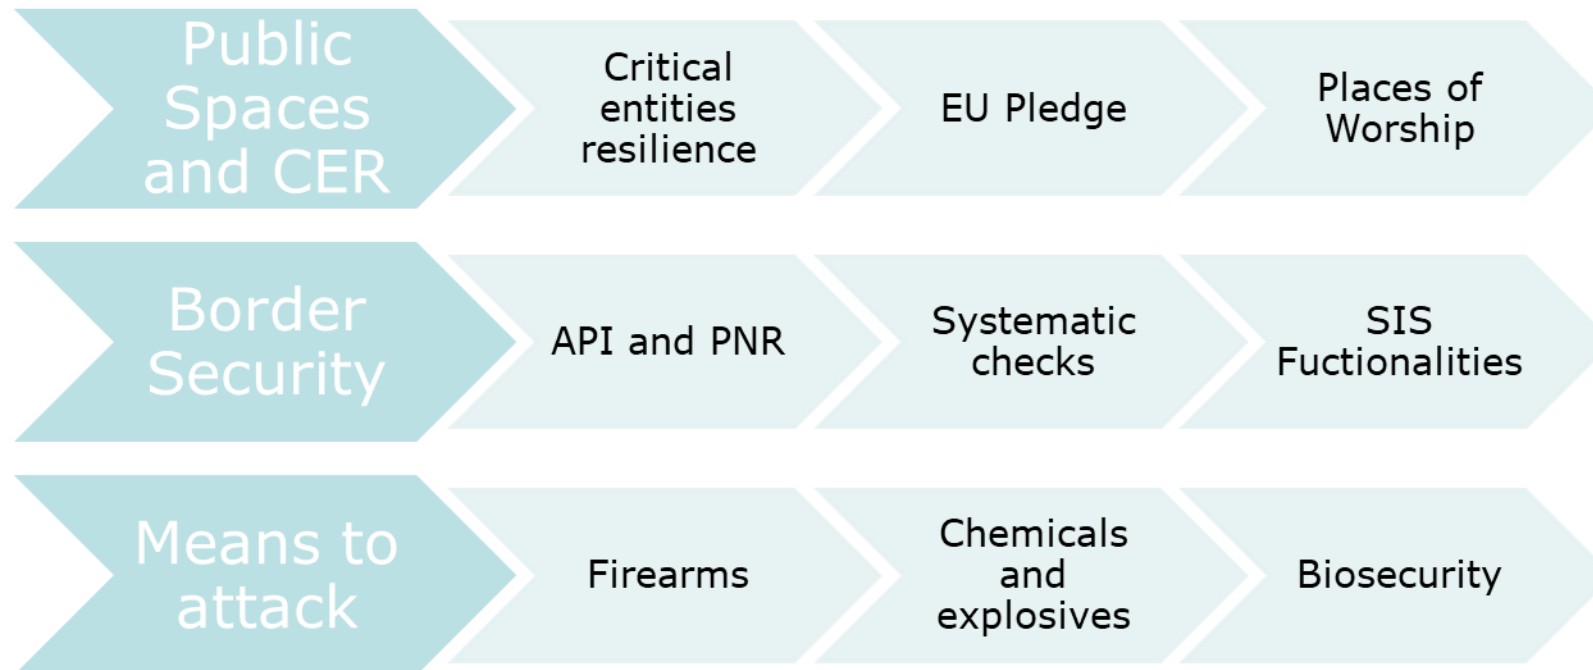 Public
Spaces
and CER
Critical
entities
resilience
EU Pledge
Places of
Worship
Border
Security
API and PNR
Systematic
checks
SIS
Fuctionalities
Means to
attack
Firearms
Chemicals
and
explosives
Biosecurity